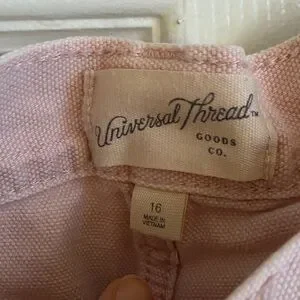 Universal Thread™
GOODS
CO.
16
MADE IN
VIETNAM